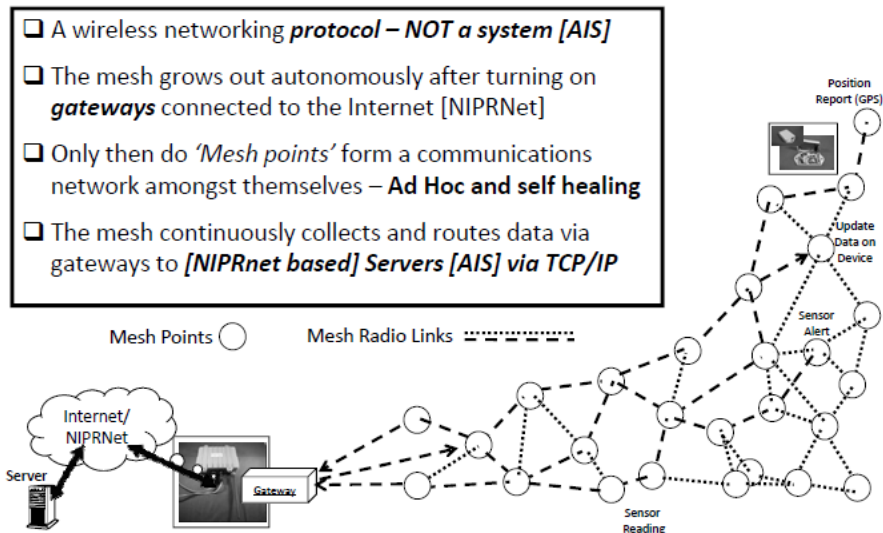 ❑ A wireless networking protocol – NOT a system [AIS]
❑ The mesh grows out autonomously after turning on
gateways connected to the Internet [NIPRNet]
❑ Only then do ‘Mesh points’ form a communications
network amongst themselves – Ad Hoc and self healing
❑ The mesh continuously collects and routes data via
gateways to [NIPRnet based] Servers [AIS] via TCP/IP
Position
Report (GPS)
Update
Data on
Device
Sensor
Alert
Mesh Points
Mesh Radio Links
Internet/
NIPRNet
Server
Gateway
Sensor
Reading